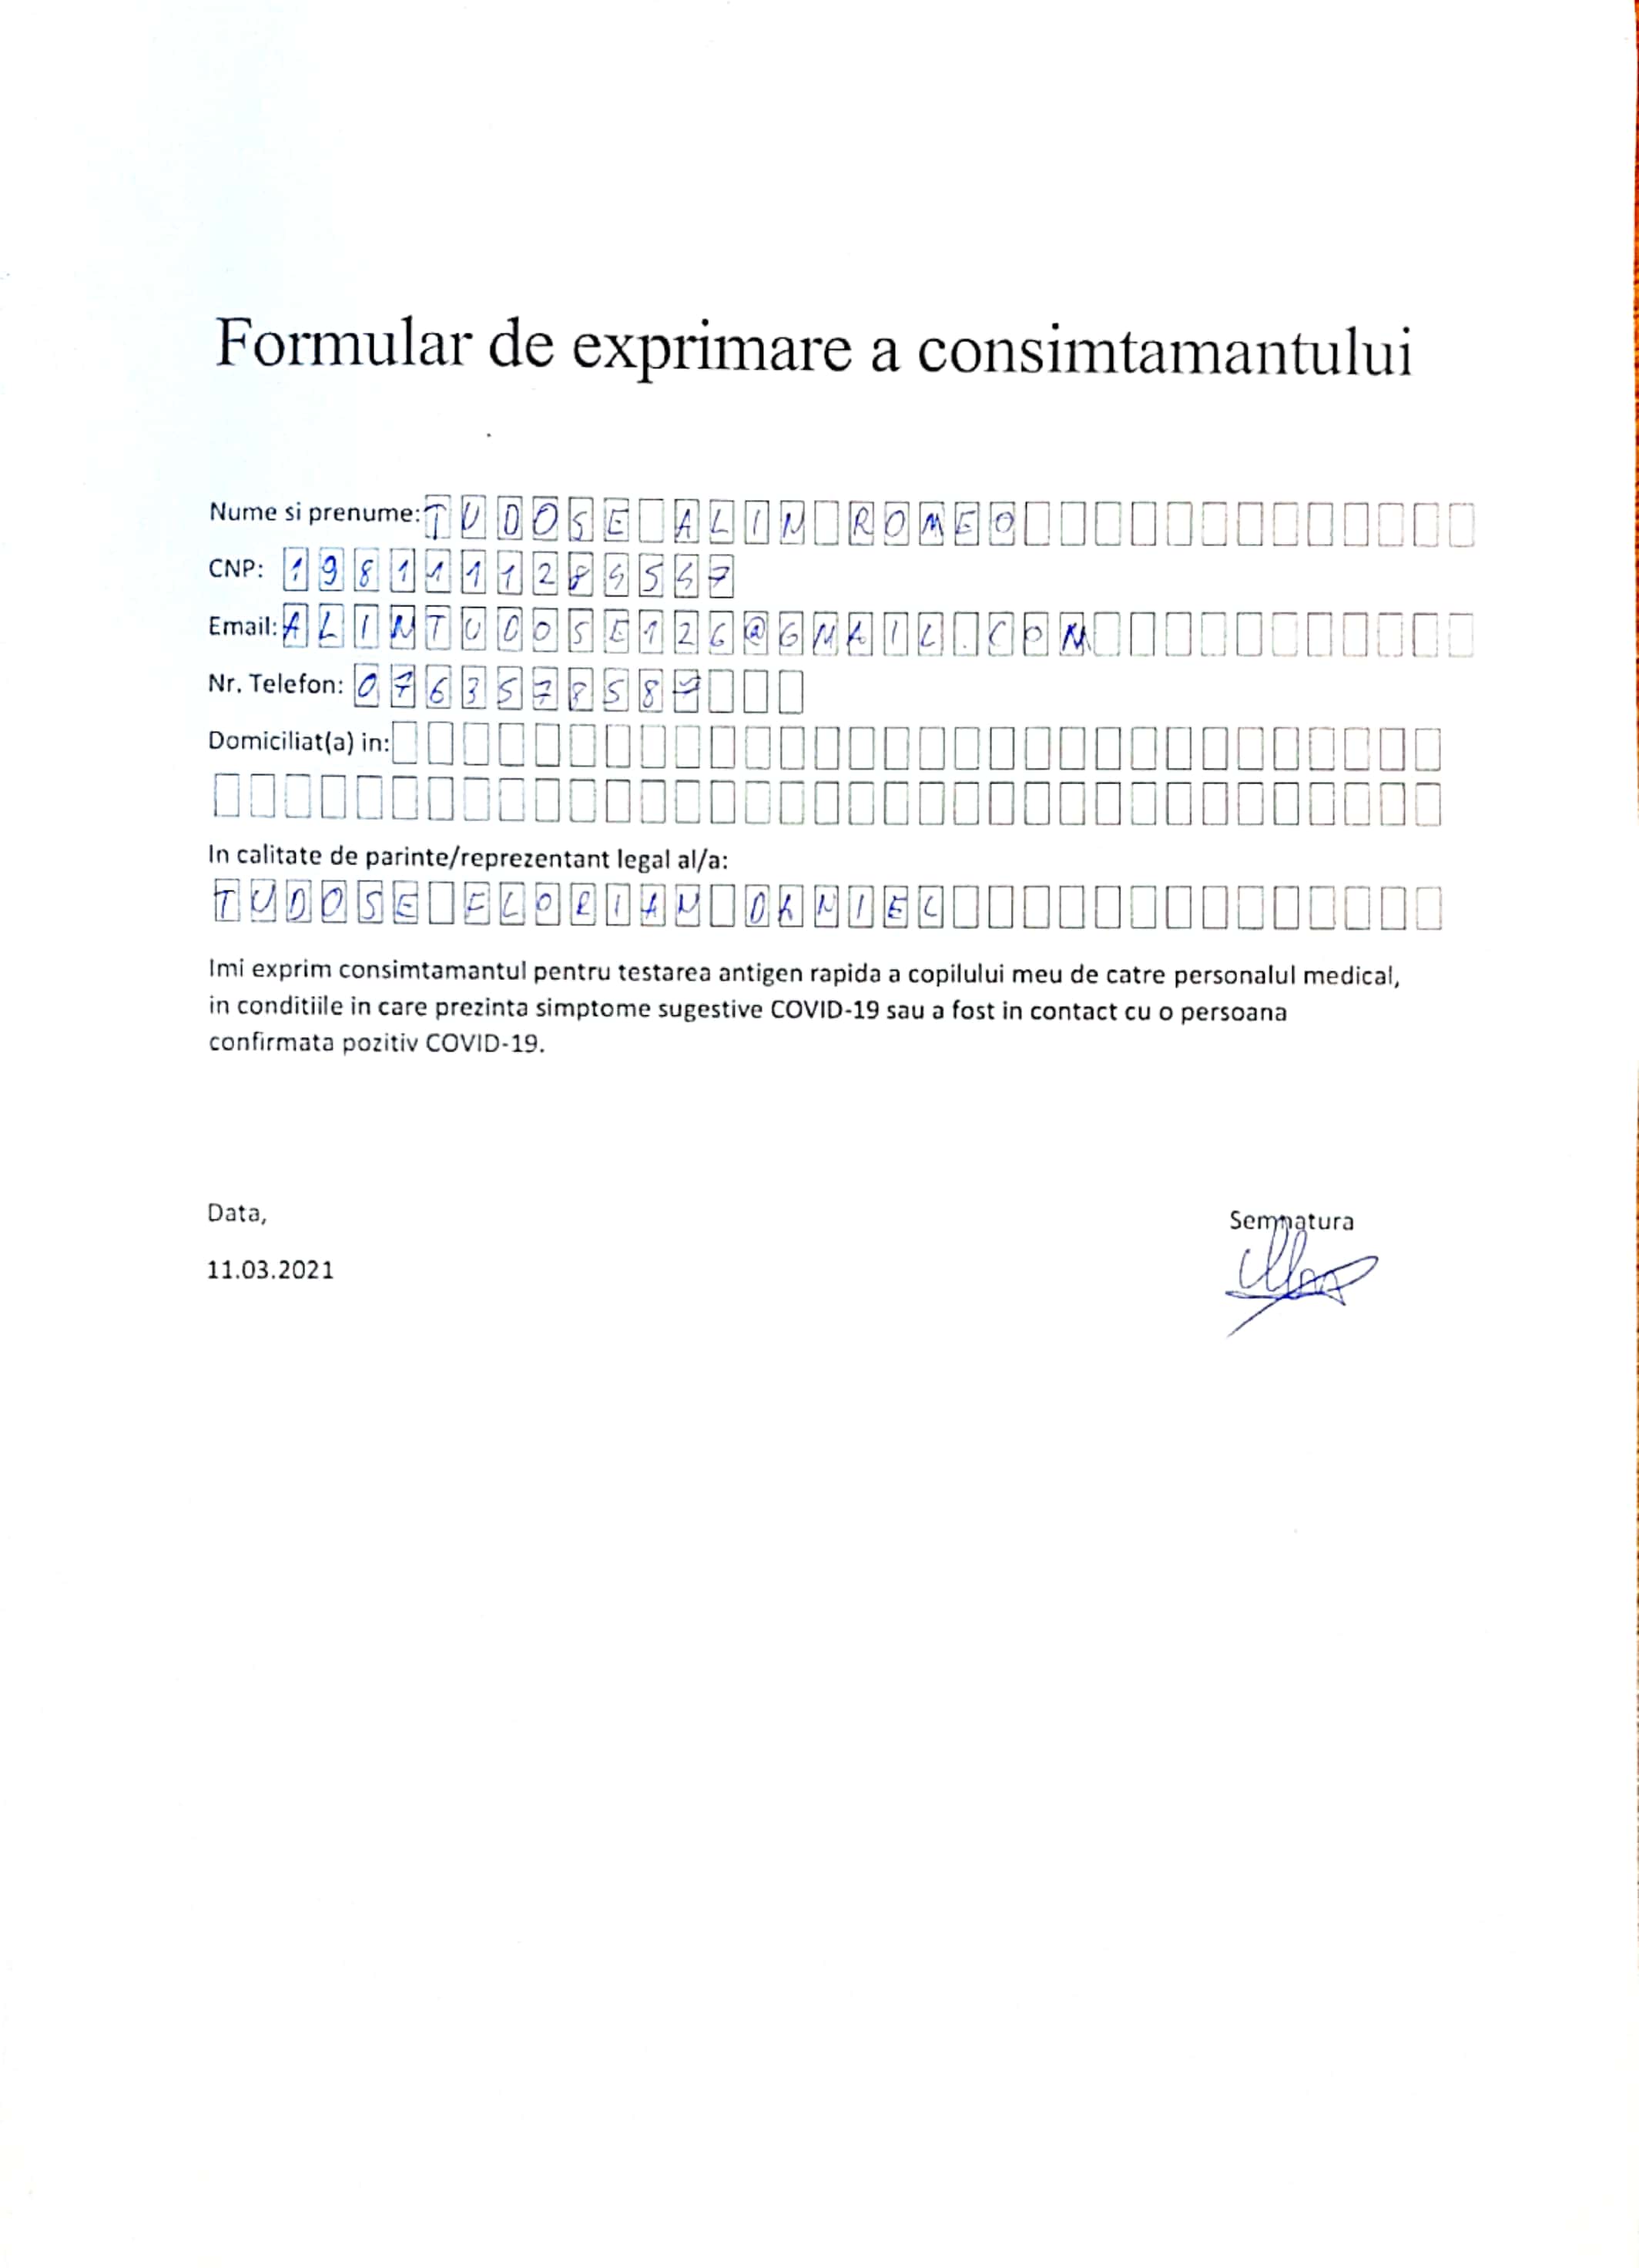 Formular de exprimare a consimtamantului
Nume si prenume: TUDOSE ALIN ROMEO
CNP: 1981111284547
Email: ALINTUDOSE126@GMAIL.COM
Nr. Telefon: 0763578587
Domiciliat(a) in:
In calitate de parinte/reprezentant legal al/a:
TUDOSE FLORIAN DANIEL
Imi exprim consimtamantul pentru testarea antigen rapida a copilului meu de catre personalul medical,
in conditiile in care prezinta simptome sugestive COVID-19 sau a fost in contact cu o persoana
confirmata pozitiv COVID-19.
Data,
Semnatura
11.03.2021